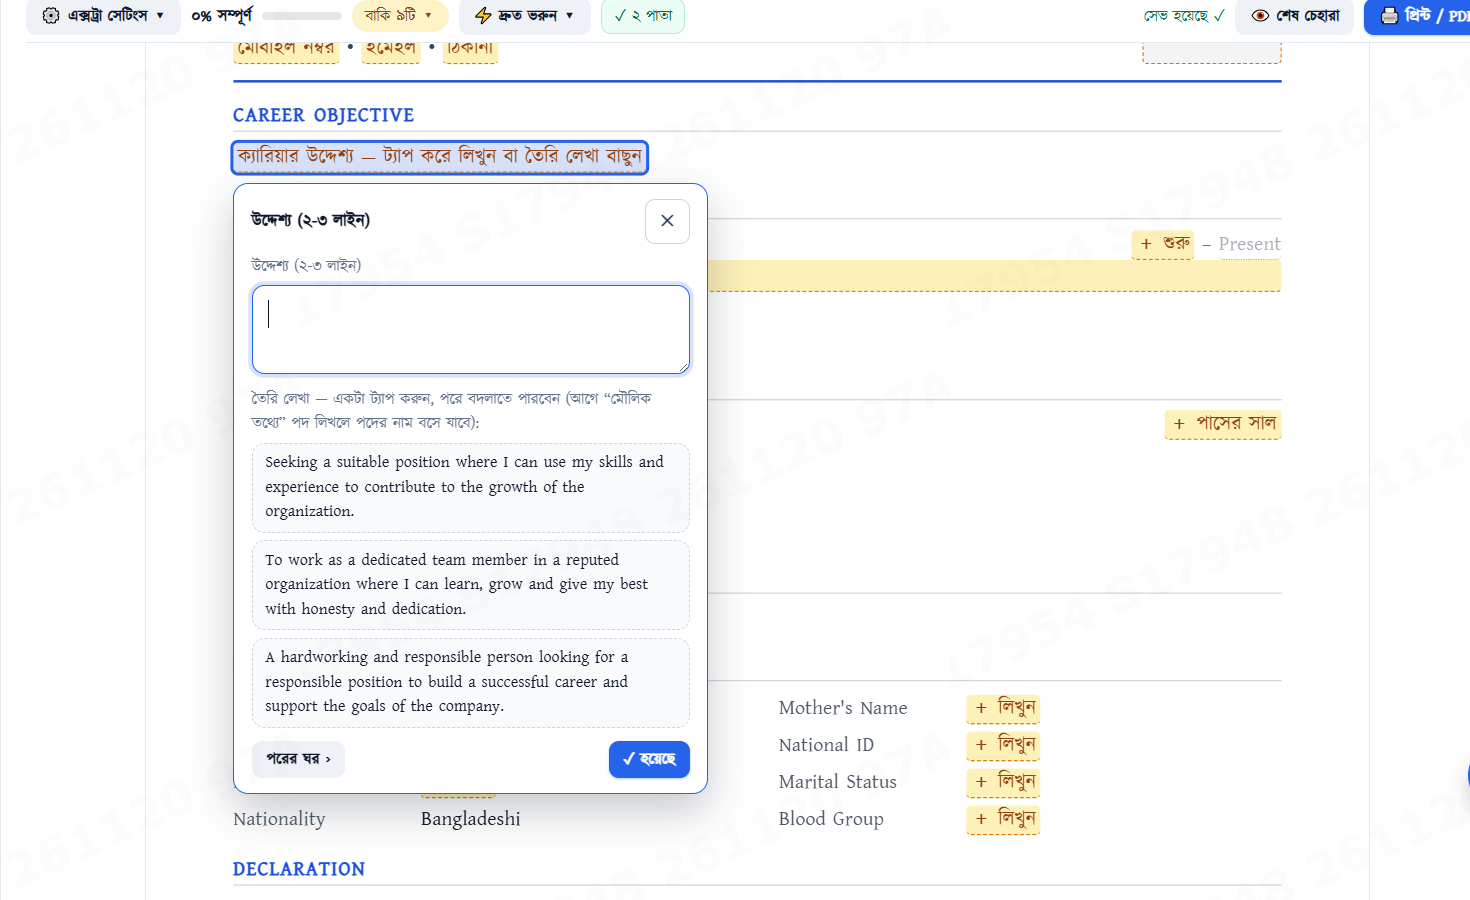 এক্সট্রা সেটিংস ▾ ০% সম্পূর্ণ বাকি ৯টি ▾ দ্রুত ভরুন ▾ ✓ ২ পাতা সেভ হয়েছে ✓ শেষ চেহারা প্রিন্ট / PDF
মোবাইল নম্বর • ইমেইল • ঠিকানা
CAREER OBJECTIVE
ক্যারিয়ার উদ্দেশ্য — ট্যাপ করে লিখুন বা তৈরি লেখা বাছুন
উদ্দেশ্য (২-৩ লাইন) ×
উদ্দেশ্য (২-৩ লাইন)
+ শুরু – Present
তৈরি লেখা — একটা ট্যাপ করুন, পরে বদলাতে পারবেন (আগে “মৌলিক
তথ্যে” পদ লিখলে পদের নাম বসে যাবে):
+ পাসের সাল
Seeking a suitable position where I can use my skills and
experience to contribute to the growth of the
organization.
To work as a dedicated team member in a reputed
organization where I can learn, grow and give my best
with honesty and dedication.
A hardworking and responsible person looking for a
responsible position to build a successful career and
support the goals of the company.
পরের ঘর › ✓ হয়েছে
Mother's Name + লিখুন
National ID + লিখুন
Marital Status + লিখুন
Nationality Bangladeshi Blood Group + লিখুন
DECLARATION